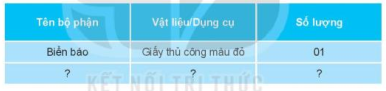 Tên bộ phận Vật liệu/Dụng cụ Số lượng
Biển báo Giấy thủ công màu đỏ 01
? ? ?
KẾT NỐI TRI THỨC